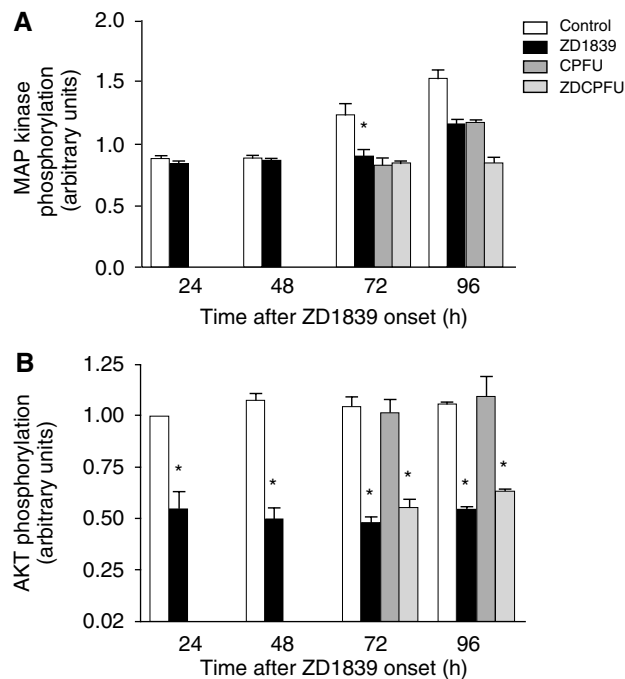 A
MAP kinase
phosphorylation
(arbitrary units)
2.0
1.5
1.0
0.5
0.0
*
24
48
72
96
Time after ZD1839 onset (h)
Control
ZD1839
CPFU
ZDCPFU
B
AKT phosphorylation
(arbitrary units)
1.25
1.00
0.75
0.50
0.25
0.02
*
*
*
*
*
*
24
48
72
96
Time after ZD1839 onset (h)